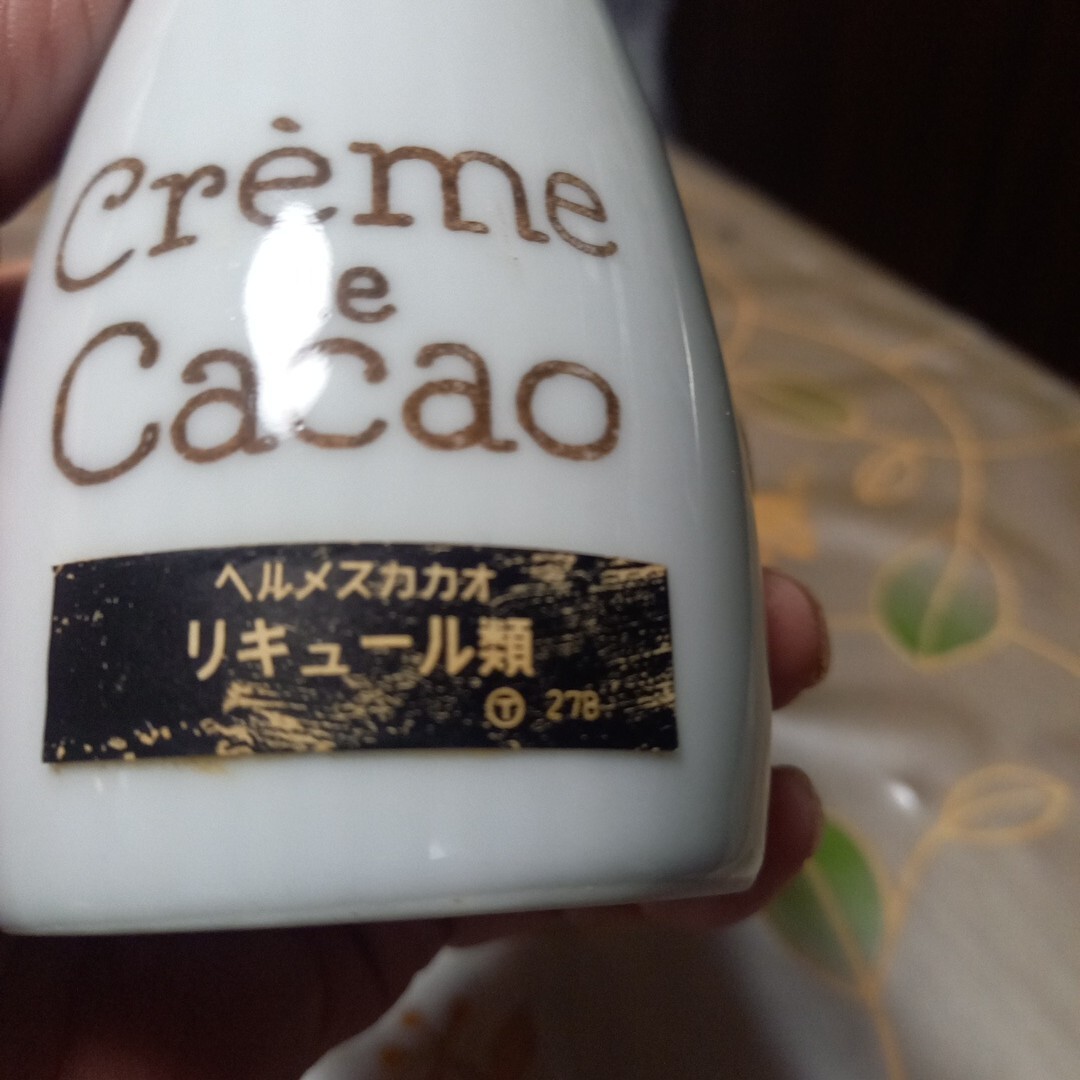 Crème
e
Cacao
ヘルメスカカオ
リキュール類
Ⓣ 278